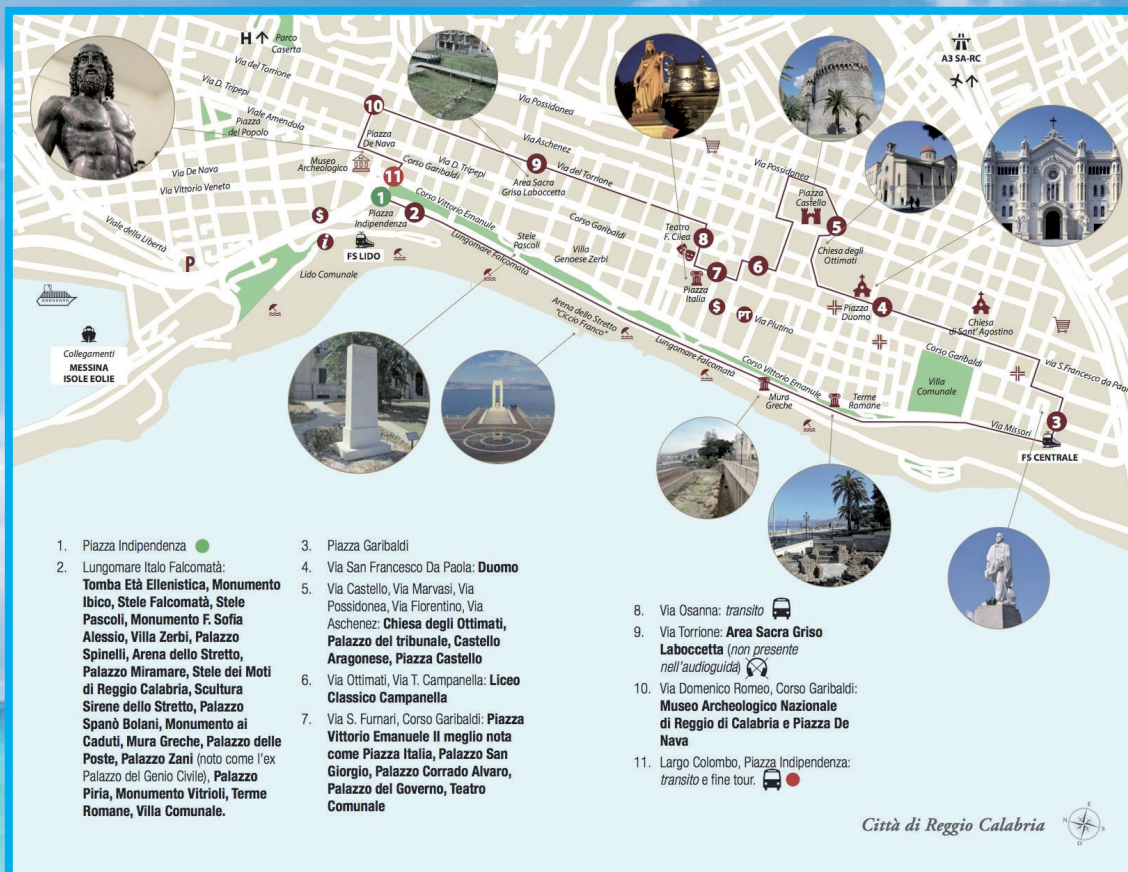 H
Parco
Caserta
Via del Torrione
Via D. Tripepi
Viale Amendola
Piazza
del Popolo
Via De Nava
Via Vittorio Veneto
Viale della Libertà
Museo
Archeologico
10
Piazza
De Nava
11
Corso Garibaldi
Via D. Tripepi
1
2
Piazza
Indipendenza
$
i
P
FS LIDO
Lido Comunale
Collegamenti
MESSINA
ISOLE EOLIE
Via Possidonea
Via Aschenez
9
Via del Torrione
Area Sacra
Griso Laboccetta
Corso Vittorio Emanule
Lungomare Falcomatà
Stele
Pascoli
Villa
Genoese Zerbi
Corso Garibaldi
Arena dello Stretto
"Ciccio Franco"
Teatro
F. Cilea
8
7
6
Piazza
Italia
$
PT
Via Plutino
Via Possidonea
Piazza
Castello
5
Chiesa degli
Ottimati
A3 SA-RC
Piazza
Duomo
4
Chiesa
di Sant' Agostino
Corso Garibaldi
via S.Francesco da Paol
Villa
Comunale
Lungomare Falcomatà
Corso Vittorio Emanule
Mura
Greche
Terme
Romane
Via Missori
3
FS CENTRALE
1. Piazza Indipendenza
2. Lungomare Italo Falcomatà:
Tomba Età Ellenistica, Monumento
Ibico, Stele Falcomatà, Stele
Pascoli, Monumento F. Sofia
Alessio, Villa Zerbi, Palazzo
Spinelli, Arena dello Stretto,
Palazzo Miramare, Stele dei Moti
di Reggio Calabria, Scultura
Sirene dello Stretto, Palazzo
Spanò Bolani, Monumento ai
Caduti, Mura Greche, Palazzo delle
Poste, Palazzo Zani (noto come l'ex
Palazzo del Genio Civile), Palazzo
Piria, Monumento Vitrioli, Terme
Romane, Villa Comunale.
3. Piazza Garibaldi
4. Via San Francesco Da Paola: Duomo
5. Via Castello, Via Marvasi, Via
Possidonea, Via Fiorentino, Via
Aschenez: Chiesa degli Ottimati,
Palazzo del tribunale, Castello
Aragonese, Piazza Castello
6. Via Ottimati, Via T. Campanella: Liceo
Classico Campanella
7. Via S. Furnari, Corso Garibaldi: Piazza
Vittorio Emanuele II meglio nota
come Piazza Italia, Palazzo San
Giorgio, Palazzo Corrado Alvaro,
Palazzo del Governo, Teatro
Comunale
8. Via Osanna: transito
9. Via Torrione: Area Sacra Griso
Laboccetta (non presente
nell'audioguida)
10. Via Domenico Romeo, Corso Garibaldi:
Museo Archeologico Nazionale
di Reggio di Calabria e Piazza De
Nava
11. Largo Colombo, Piazza Indipendenza:
transito e fine tour.
Città di Reggio Calabria
E
N
S
O